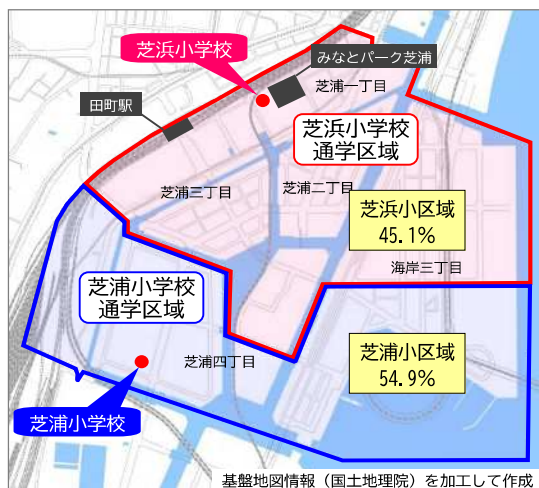 芝浜小学校
みなとパーク芝浦
芝浦一丁目
田町駅
芝浜小学校
通学区域
芝浦三丁目
芝浦二丁目
芝浜小区域
45.1%
海岸三丁目
芝浦小学校
通学区域
芝浦小区域
54.9%
芝浦四丁目
芝浦小学校
基盤地図情報（国土地理院）を加工して作成